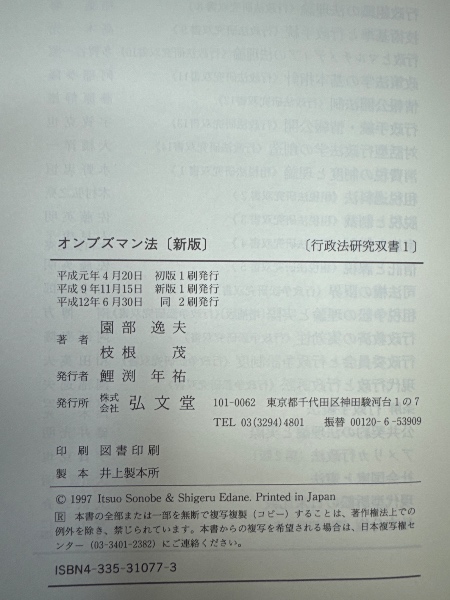 オンブズマン法〔新版〕 〔行政法研究双書1〕
平成元年4月20日 初版1刷発行
平成9年11月15日 新版1刷発行
平成12年6月30日 同 2刷発行
著者 園部逸夫
枝根茂
発行者 鯉渕年祐
発行所 株式会社 弘文堂 101-0062 東京都千代田区神田駿河台1の7
TEL 03(3294)4801 振替 00120-6-53909
印刷 図書印刷
製本 井上製本所
© 1997 Itsuo Sonobe & Shigeru Edane. Printed in Japan
R 本書の全部または一部を無断で複写複製(コピー)することは、著作権法上での
例外を除き、禁じられています。本書からの複写を希望される場合は、日本複写権セ
ンター(03-3401-2382)にご連絡ください。
ISBN4-335-31077-3